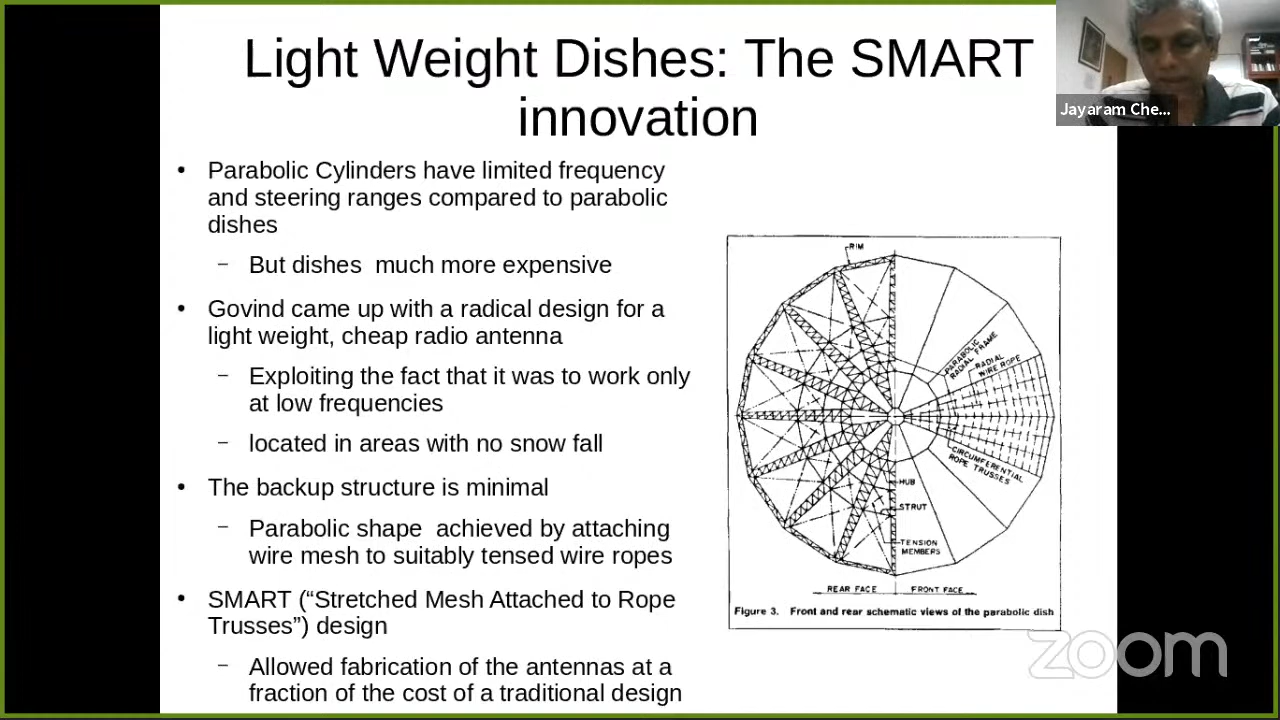 Light Weight Dishes: The SMART
innovation
Jayaram Che...
• Parabolic Cylinders have limited frequency
and steering ranges compared to parabolic
dishes
– But dishes much more expensive
• Govind came up with a radical design for a
light weight, cheap radio antenna
– Exploiting the fact that it was to work only
at low frequencies
– located in areas with no snow fall
• The backup structure is minimal
– Parabolic shape achieved by attaching
wire mesh to suitably tensed wire ropes
• SMART (“Stretched Mesh Attached to Rope
Trusses”) design
– Allowed fabrication of the antennas at a
fraction of the cost of a traditional design
RIM
PARABOLIC
RADIAL FRAME
RADIAL
WIRE ROPE
CIRCUMFERENTIAL
ROPE TRUSSES
HUB
STRUT
TENSION
MEMBERS
REAR FACE
FRONT FACE
Figure 3. Front and rear schematic views of the parabolic dish
zoom